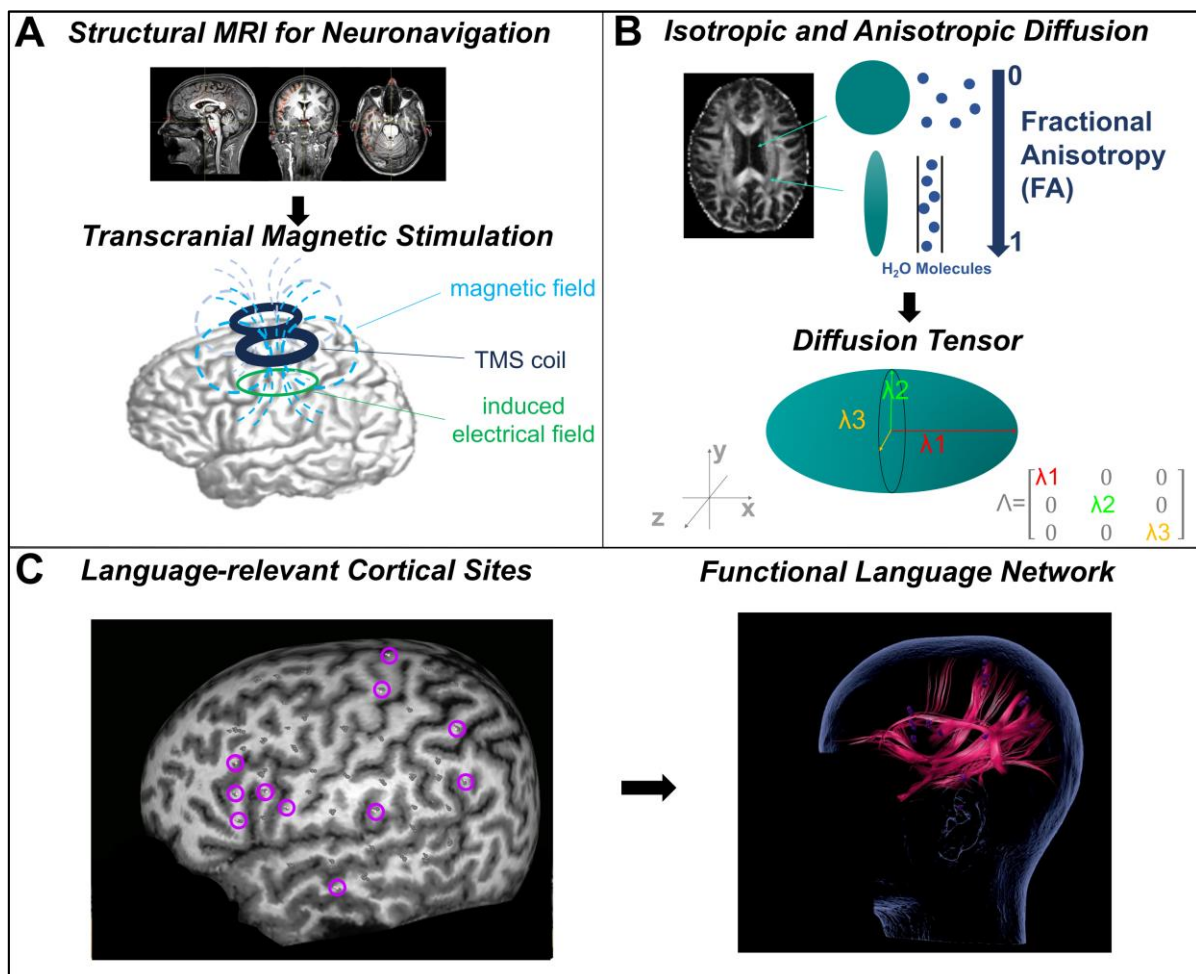 A
Structural MRI for Neuronavigation
Transcranial Magnetic Stimulation
magnetic field
TMS coil
induced
electrical field
B
Isotropic and Anisotropic Diffusion
0
Fractional
Anisotropy
(FA)
1
H₂O Molecules
Diffusion Tensor
λ2
λ3
λ1
y
x
z
Λ=
λ1 0 0
0 λ2 0
0 0 λ3
C
Language-relevant Cortical Sites
Functional Language Network